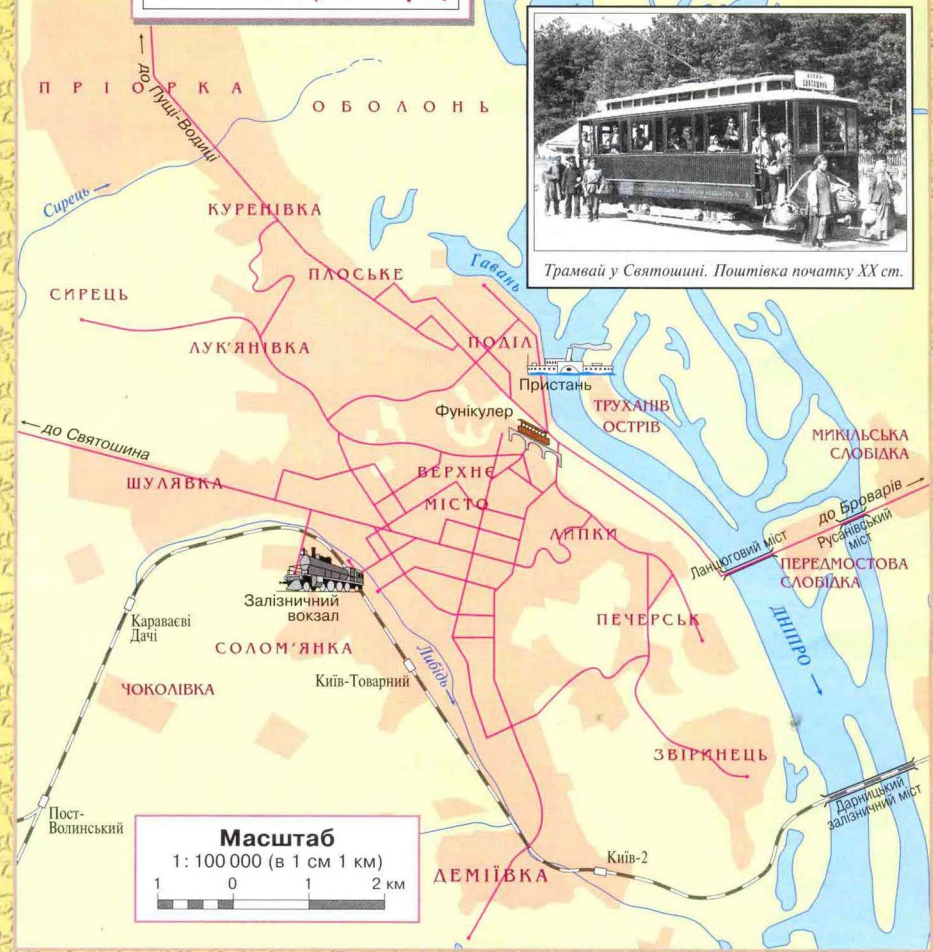 до Пущі-Водиці
ПРІОРКА
ОБОЛОНЬ
КИЕВЪ-
СВЯТОШИНЪ
Трамвай у Святошині. Поштівка початку XX ст.
Сирець
КУРЕНІВКА
Гавань
ПЛОСЬКЕ
СИРЕЦЬ
ЛУК'ЯНІВКА
ПОДІЛ
Пристань
Фунікулер
ТРУХАНІВ
ОСТРІВ
до Святошина
МИКІЛЬСЬКА
СЛОБІДКА
ШУЛЯВКА
ВЕРХНЄ
МІСТО
до Броварів
Русанівський
міст
ЛИПКИ
Ланцюговий міст
ПЕРЕДМОСТОВА
СЛОБІДКА
Залізничний
вокзал
Караваєві
Дачі
ПЕЧЕРСЬК
ДНІПРО
СОЛОМ'ЯНКА
Либідь
Київ-Товарний
ЧОКОЛІВКА
ЗВІРИНЕЦЬ
Дарницький
залізничний міст
Пост-
Волинський
Масштаб
1: 100 000 (в 1 см 1 км)
1 0 1 2 км
Київ-2
ДЕМІЇВКА